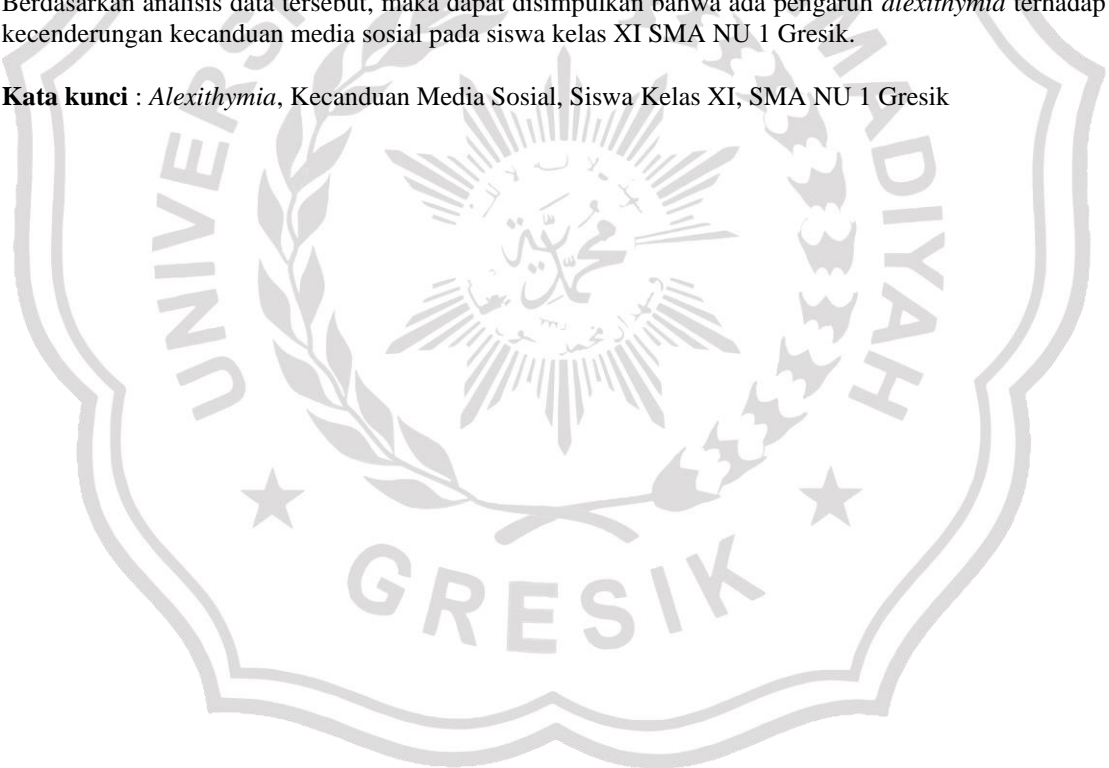 Berdasarkan analisis data tersebut, maka dapat disimpulkan bahwa ada pengaruh alexithymia terhadap
kecenderungan kecanduan media sosial pada siswa kelas XI SMA NU 1 Gresik.
Kata kunci : Alexithymia, Kecanduan Media Sosial, Siswa Kelas XI, SMA NU 1 Gresik
GRESIK
محمدية